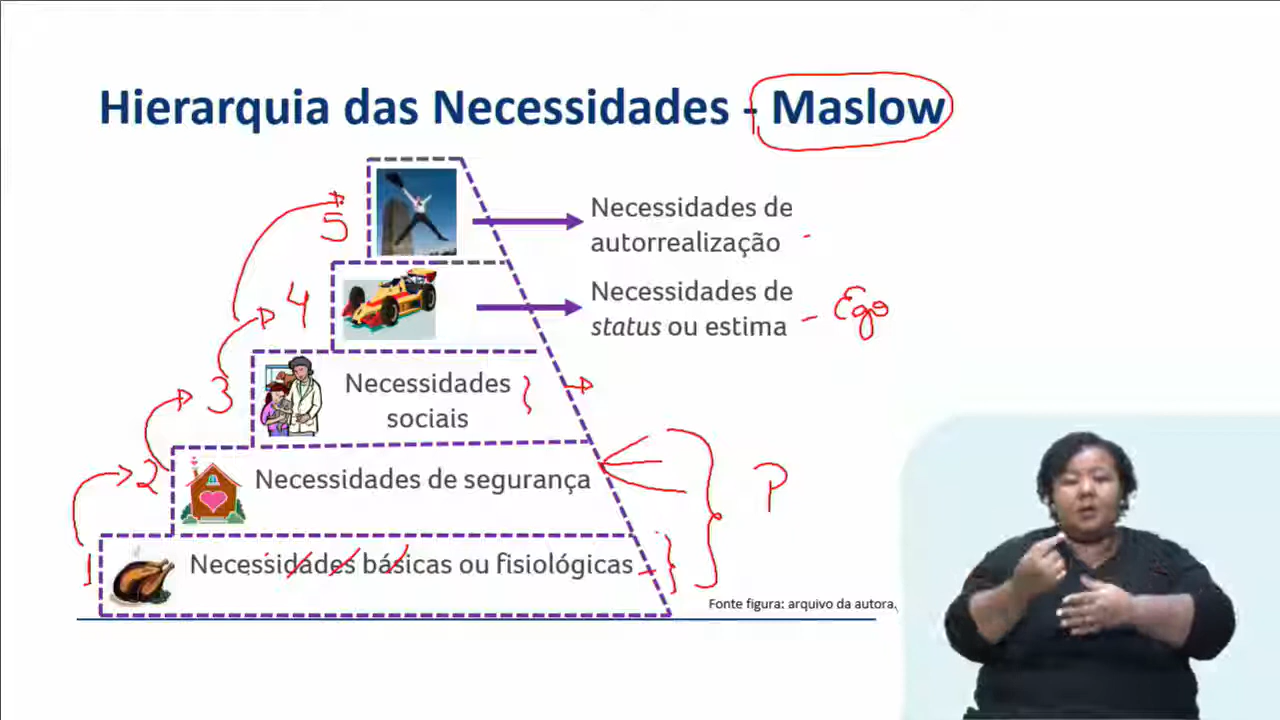 Hierarquia das Necessidades - Maslow
5
Necessidades de
autorrealização
4
Necessidades de
status ou estima
- Ego
3
Necessidades
sociais
2
Necessidades de segurança
P
1
Necessidades básicas ou fisiológicas
Fonte figura: arquivo da autora.